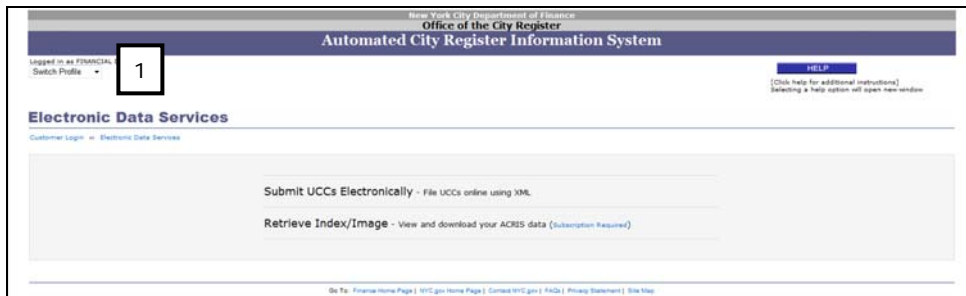 New York City Department of Finance
Office of the City Register
Automated City Register Information System
Logged in as FINANCIAL
Switch Profile
1
HELP
[Click help for additional instructions]
Selecting a help option will open new window
Electronic Data Services
Customer Login » Electronic Data Services
Submit UCCs Electronically - File UCCs online using XML
Retrieve Index/Image - View and download your ACRIS data (Subscription Required)
Go To: Finance Home Page | NYC.gov Home Page | Contact NYC.gov | FAQs | Privacy Statement | Site Map